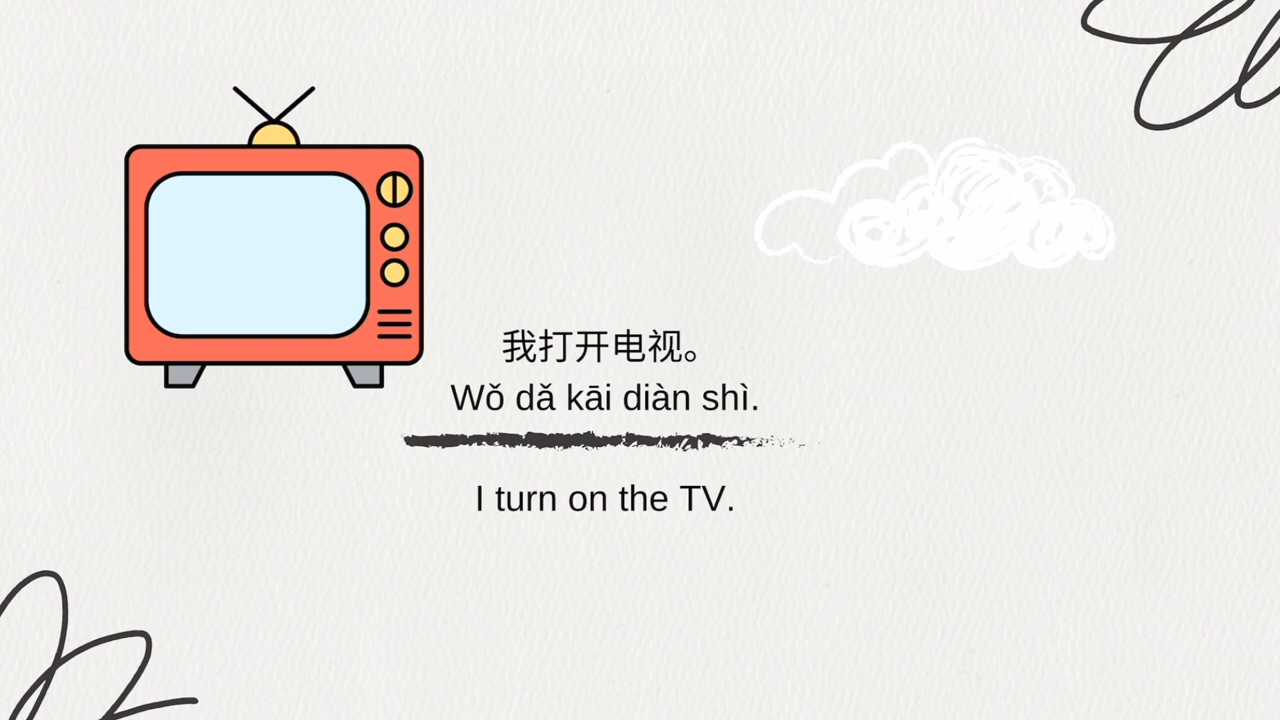 我打开电视。
Wǒ dǎ kāi diàn shì.
I turn on the TV.